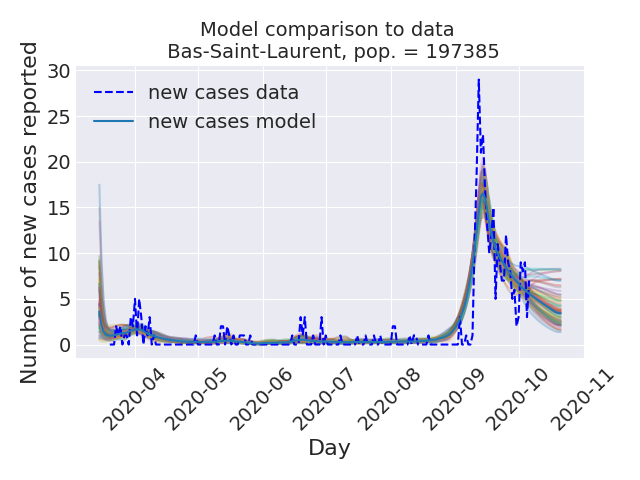 Model comparison to data
Bas-Saint-Laurent, pop. = 197385
Number of new cases reported
30
25
20
15
10
5
0
new cases data
new cases model
2020-04
2020-05
2020-06
2020-07
2020-08
2020-09
2020-10
2020-11
Day